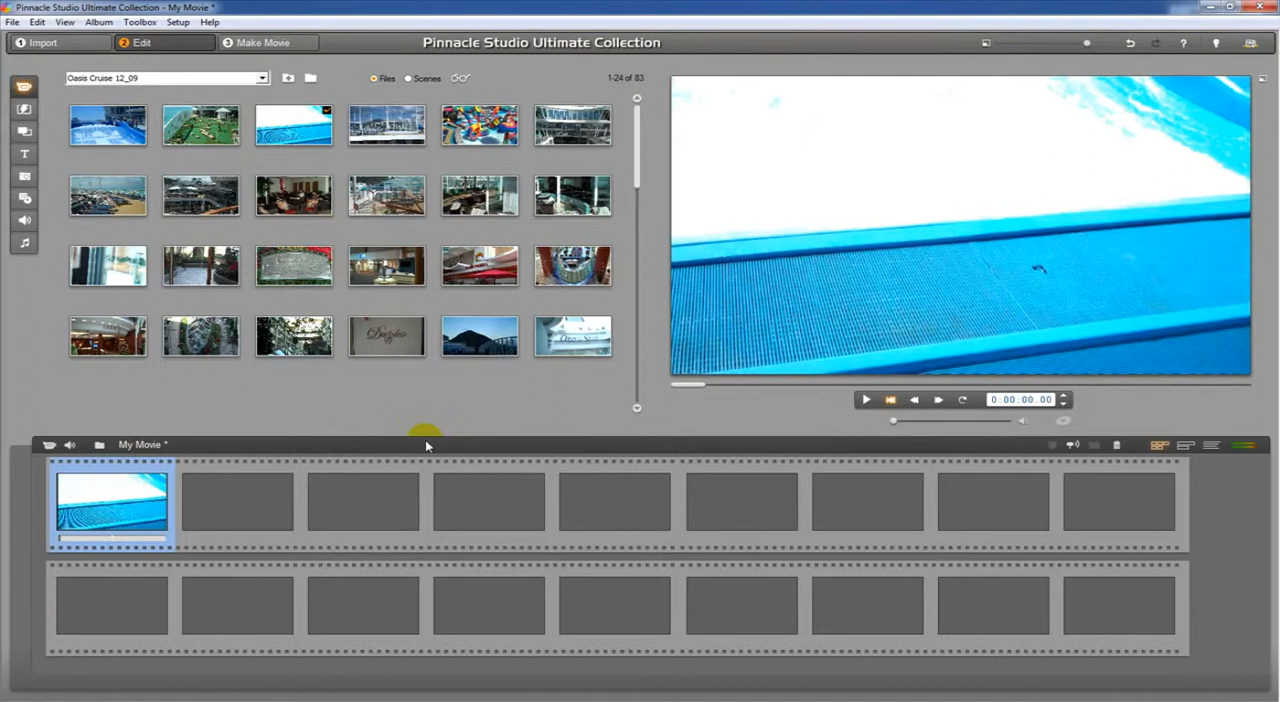 Pinnacle Studio Ultimate Collection - My Movie *
File Edit View Album Toolbox Setup Help
1 Import 2 Edit 3 Make Movie Pinnacle Studio Ultimate Collection ?
Oasis Cruise 12_09 Files Scenes 1-24 of 83
T
Dazzles
0:00:00.00
My Movie *